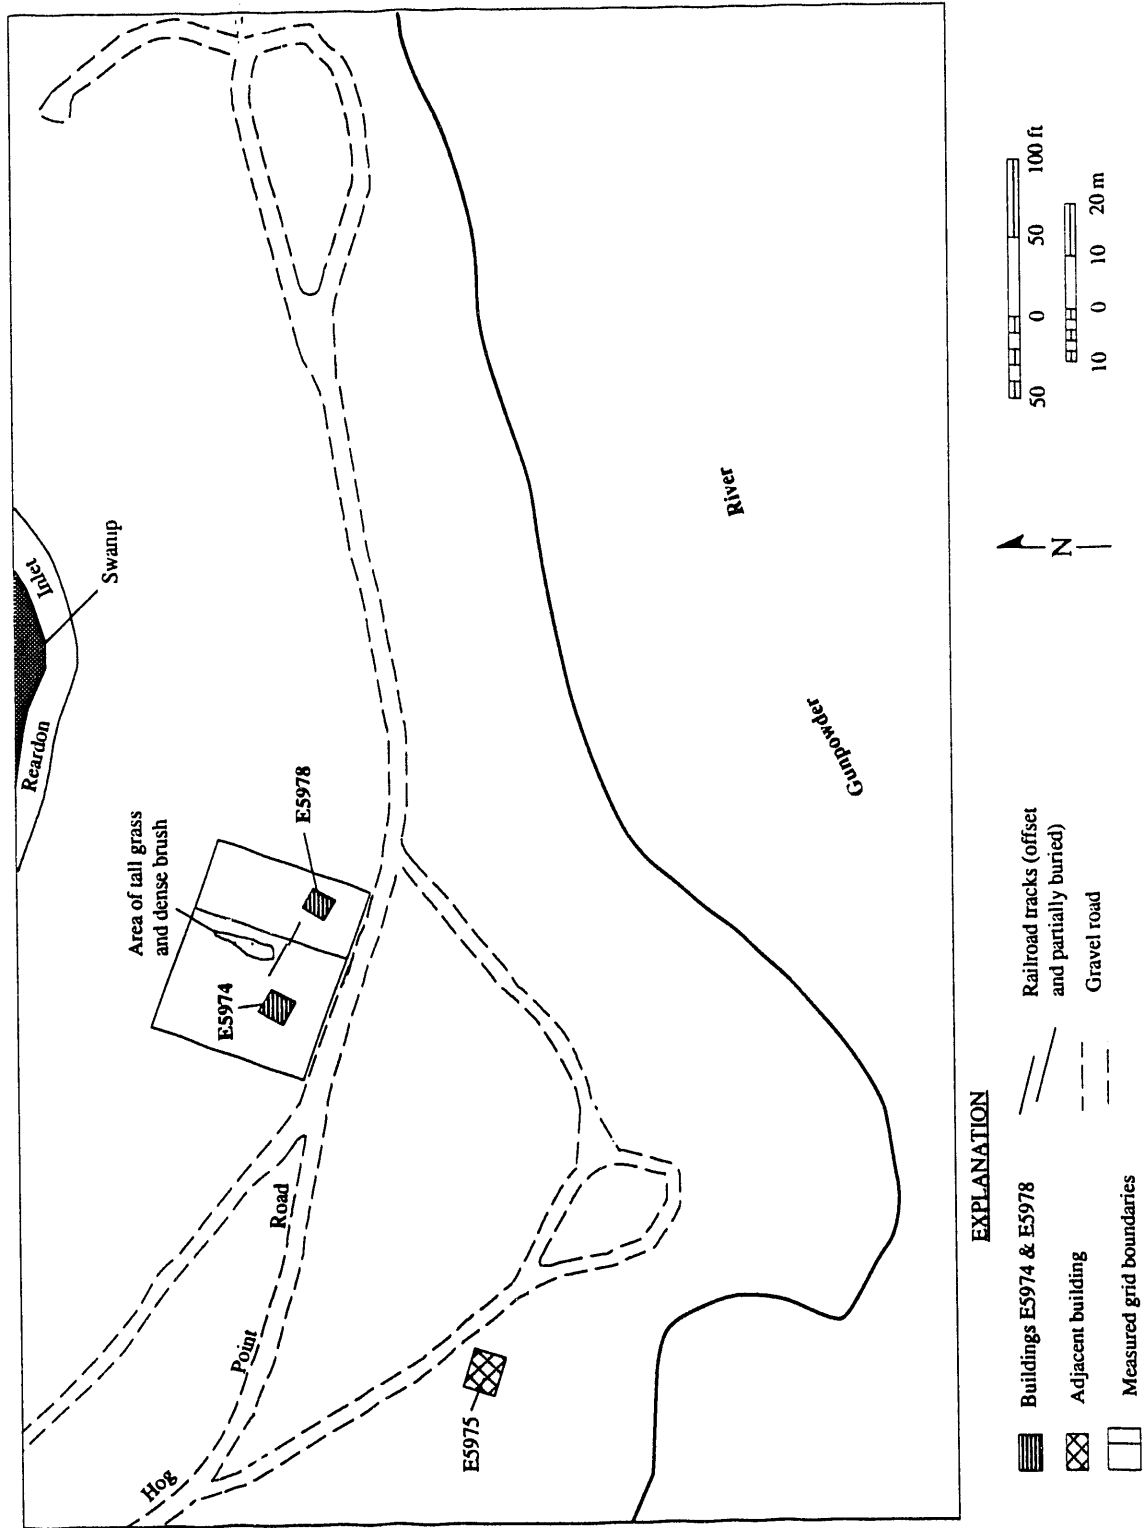 Reardon
Inlet
Swamp
Area of tall grass
and dense brush
E5974
E5978
Hog
Point
Road
E5975
Gunpowder
River
EXPLANATION
Buildings E5974 & E5978
Adjacent building
Measured grid boundaries
Railroad tracks (offset
and partially buried)
Gravel road
N
50 0 50 100 ft
10 0 10 20 m